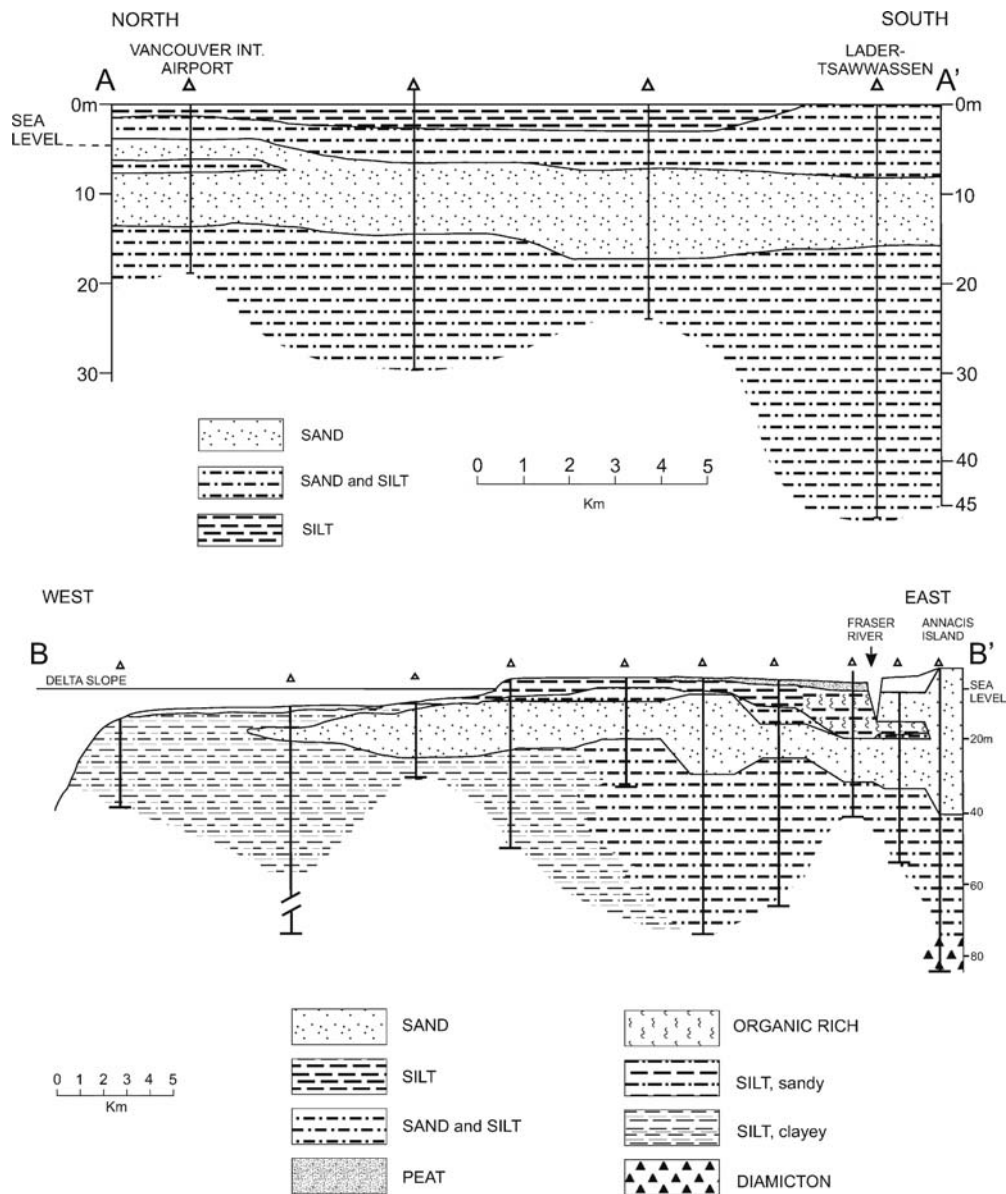 NORTH
SOUTH
VANCOUVER INT.
AIRPORT
LADER-
TSAWWASSEN
A
A'
0m
0m
SEA
LEVEL
10
10
20
20
30
30
40
45
SAND
SAND and SILT
SILT
0 1 2 3 4 5
Km
WEST
EAST
FRASER
RIVER
ANNACIS
ISLAND
B
B'
DELTA SLOPE
SEA
LEVEL
20m
40
60
80
SAND
SILT
SAND and SILT
PEAT
ORGANIC RICH
SILT, sandy
SILT, clayey
DIAMICTON
0 1 2 3 4 5
Km